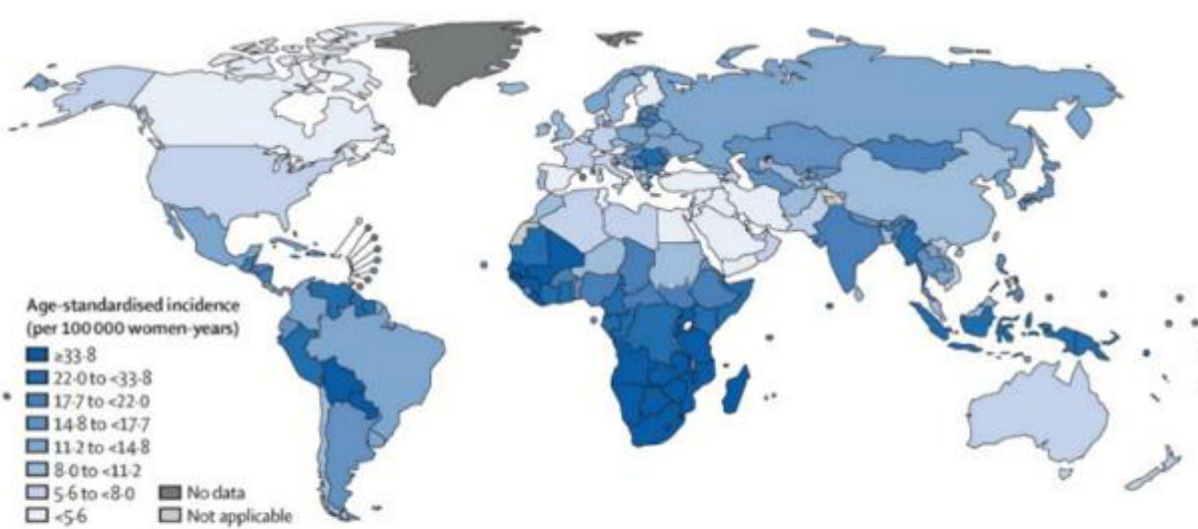 Age-standardised incidence
(per 100 000 women-years)
≥33·8
22·0 to <33·8
17·7 to <22·0
14·8 to <17·7
11·2 to <14·8
8·0 to <11·2
5·6 to <8·0
<5·6
No data
Not applicable